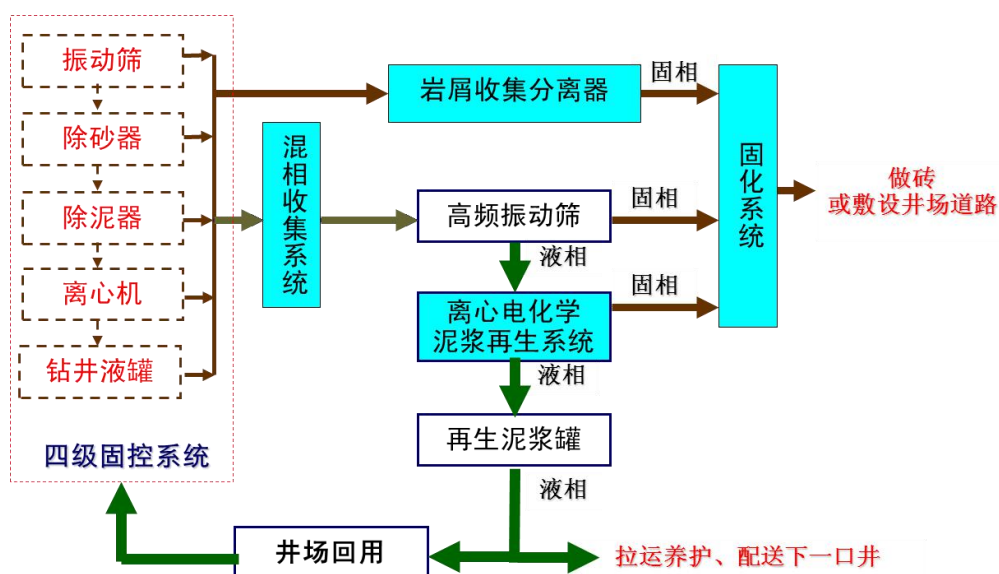 振动筛
除砂器
除泥器
离心机
钻井液罐
四级固控系统
混相收集系统
岩屑收集分离器
固相
高频振动筛
固相
液相
离心电化学
泥浆再生系统
固相
液相
再生泥浆罐
液相
固化系统
做砖
或敷设井场道路
井场回用
拉运养护、配送下一口井